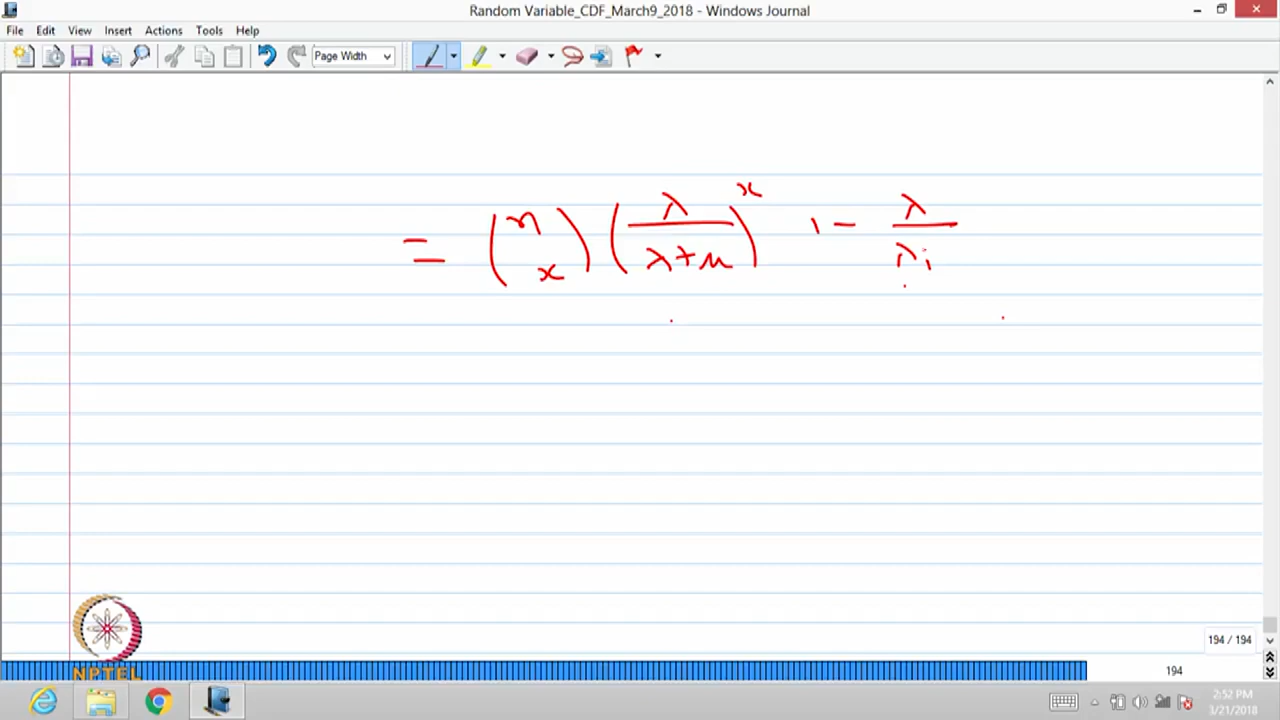 Random Variable_CDF_March9_2018 - Windows Journal
File Edit View Insert Actions Tools Help
Page Width
= (n x) (λ / λ+μ)^x 1 - λ / λ
194 / 194
194
NPTEL
2:52 PM
3/21/2018